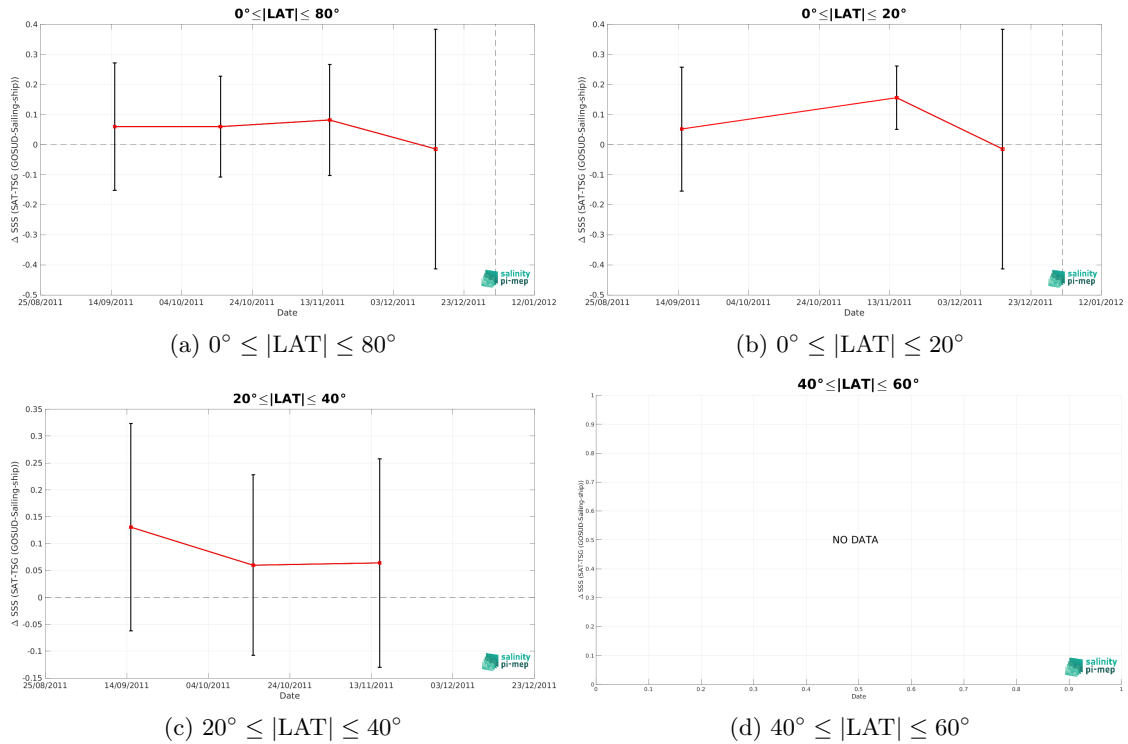 0°≤|LAT|≤ 80°
Δ SSS (SAT-TSG (GOSUD-Sailing-ship))
0.4
0.3
0.2
0.1
0
-0.1
-0.2
-0.3
-0.4
-0.5
25/08/2011 14/09/2011 04/10/2011 24/10/2011 13/11/2011 03/12/2011 23/12/2011 12/01/2012
Date
salinity
pi-mep
(a) 0° ≤ |LAT| ≤ 80°
0°≤|LAT|≤ 20°
Δ SSS (SAT-TSG (GOSUD-Sailing-ship))
0.4
0.3
0.2
0.1
0
-0.1
-0.2
-0.3
-0.4
-0.5
25/08/2011 14/09/2011 04/10/2011 24/10/2011 13/11/2011 03/12/2011 23/12/2011 12/01/2012
Date
salinity
pi-mep
(b) 0° ≤ |LAT| ≤ 20°
20°≤|LAT|≤ 40°
Δ SSS (SAT-TSG (GOSUD-Sailing-ship))
0.35
0.3
0.25
0.2
0.15
0.1
0.05
0
-0.05
-0.1
-0.15
25/08/2011 14/09/2011 04/10/2011 24/10/2011 13/11/2011 03/12/2011 23/12/2011
Date
salinity
pi-mep
(c) 20° ≤ |LAT| ≤ 40°
40°≤|LAT|≤ 60°
Δ SSS (SAT-TSG (GOSUD-Sailing-ship))
1
0.9
0.8
0.7
0.6
0.5
0.4
0.3
0.2
0.1
0
NO DATA
0 0.1 0.2 0.3 0.4 0.5 0.6 0.7 0.8 0.9 1
Date
salinity
pi-mep
(d) 40° ≤ |LAT| ≤ 60°